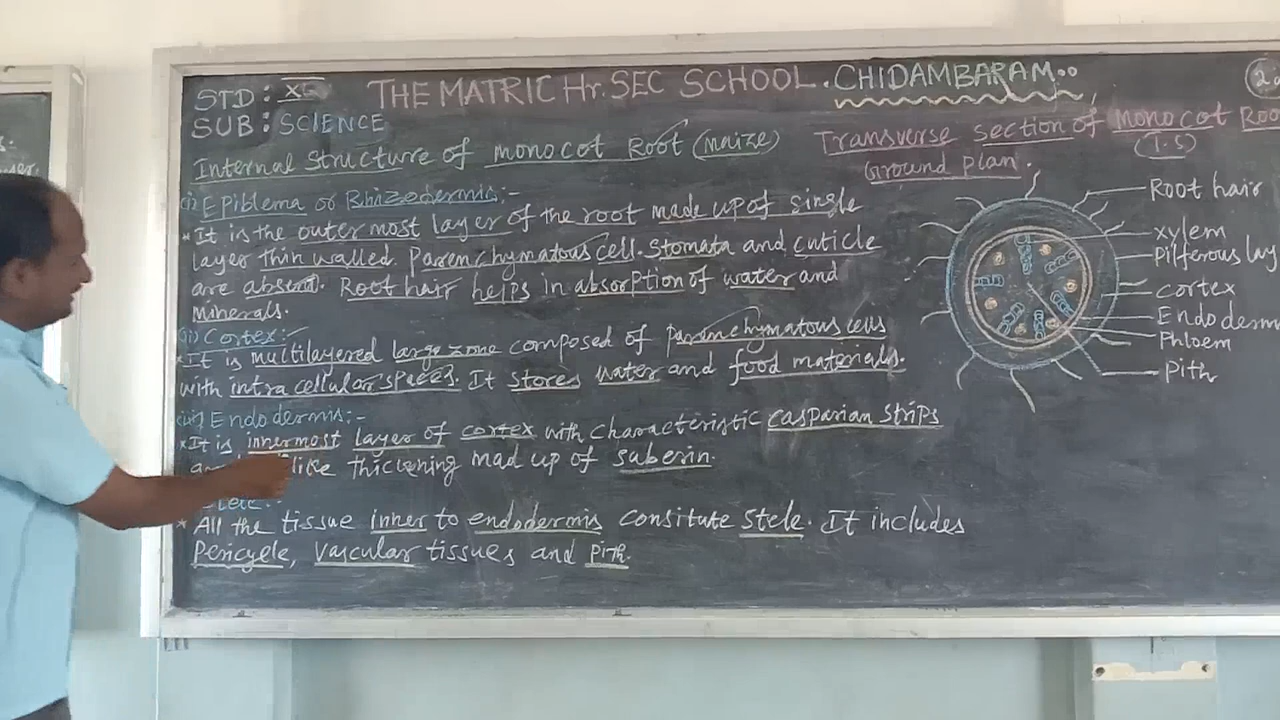 STD:
THE MATRIC Hr.SEC SCHOOL.CHIDAMBARAM..
SUB : SCIENCE
Internal structure of monocot Root (maize)
Transverse section of monocot Roo
(T.S)
Ground plan.
(i) Epiblema or Rhizodermis:-
* It is the outermost layer of the root made up of single
layer thin walled. Parenchymatous cell. Stomata and cuticle
are absent. Root hair helps in absorption of water and
minerals.
(ii) Cortex:-
* It is multilayered large zone composed of parenchymatous cells
with intra cellular spaces. It stores water and food materials.
(iii) Endodermis:-
* It is innermost layer of cortex with characteristic casparian strips
like thickening mad up of suberin.
* All the tissue inner to endodermis consitute stele. It includes
Pericycle, vascular tissues and pith.
Root hair
xylem
Piliferous lay
cortex
Endoderm
Phloem
Pith
2.